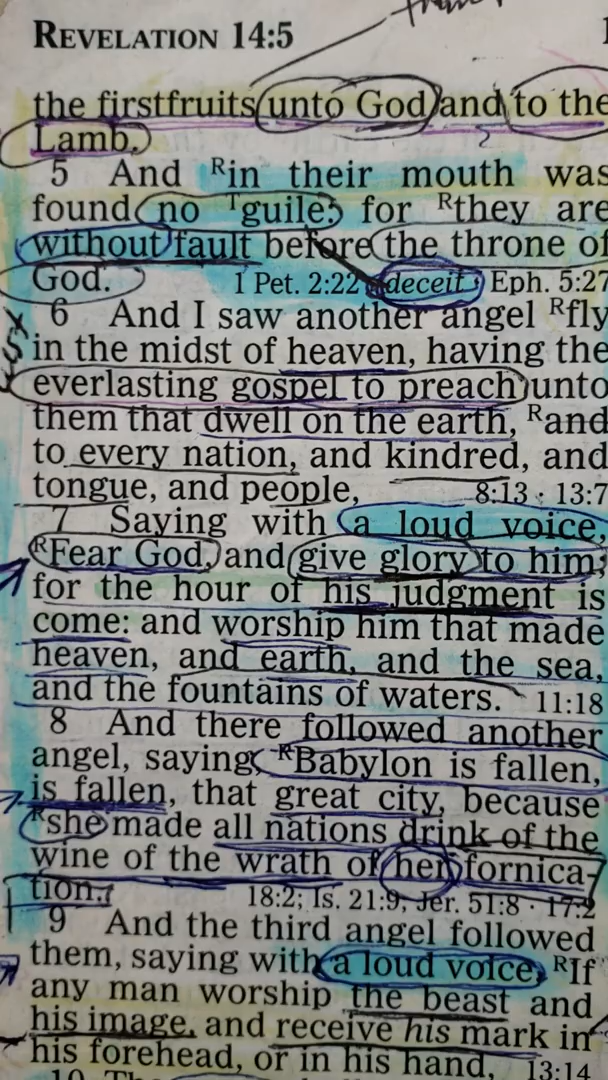 REVELATION 14:5
the firstfruits unto God and to the
Lamb.
5 And Rin their mouth was
found no Tguile: for Rthey are
without fault before the throne of
God. 1 Pet. 2:22 · deceit · Eph. 5:27
6 And I saw another angel Rfly
in the midst of heaven, having the
everlasting gospel to preach unto
them that dwell on the earth, Rand
to every nation, and kindred, and
tongue, and people, 8:13 · 13:7
7 Saying with a loud voice,
RFear God, and give glory to him;
for the hour of his judgment is
come: and worship him that made
heaven, and earth, and the sea,
and the fountains of waters. 11:18
8 And there followed another
angel, saying, RBabylon is fallen,
is fallen, that great city, because
Rshe made all nations drink of the
wine of the wrath of her fornica-
tion. 18:2; Is. 21:9; Jer. 51:8 · 17:2
9 And the third angel followed
them, saying with a loud voice, RIf
any man worship the beast and
his image, and receive his mark in
his forehead, or in his hand, 13:14
10